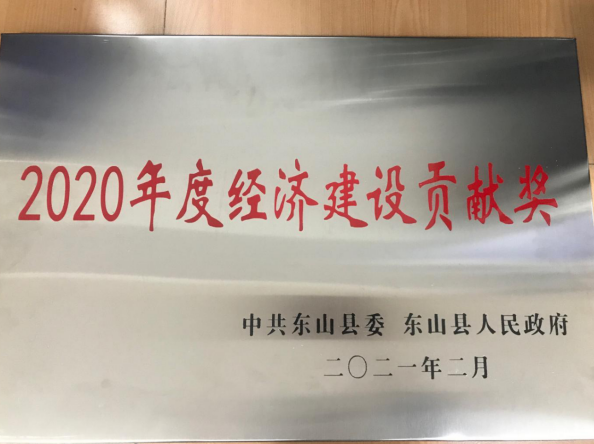 2020年度经济建设贡献奖
中共东山县委 东山县人民政府
二〇二一年二月